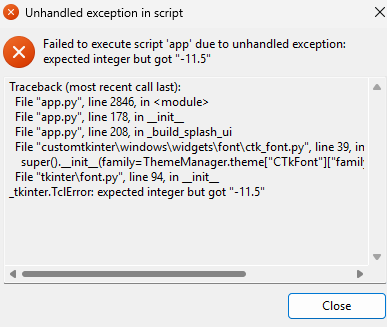 Unhandled exception in script
Failed to execute script 'app' due to unhandled exception:
expected integer but got "-11.5"
Traceback (most recent call last):
File "app.py", line 2846, in <module>
File "app.py", line 178, in __init__
File "app.py", line 208, in _build_splash_ui
File "customtkinter\windows\widgets\font\ctk_font.py", line 39, in
super().__init__(family=ThemeManager.theme["CTkFont"]["family
File "tkinter\font.py", line 94, in __init__
_tkinter.TclError: expected integer but got "-11.5"
Close